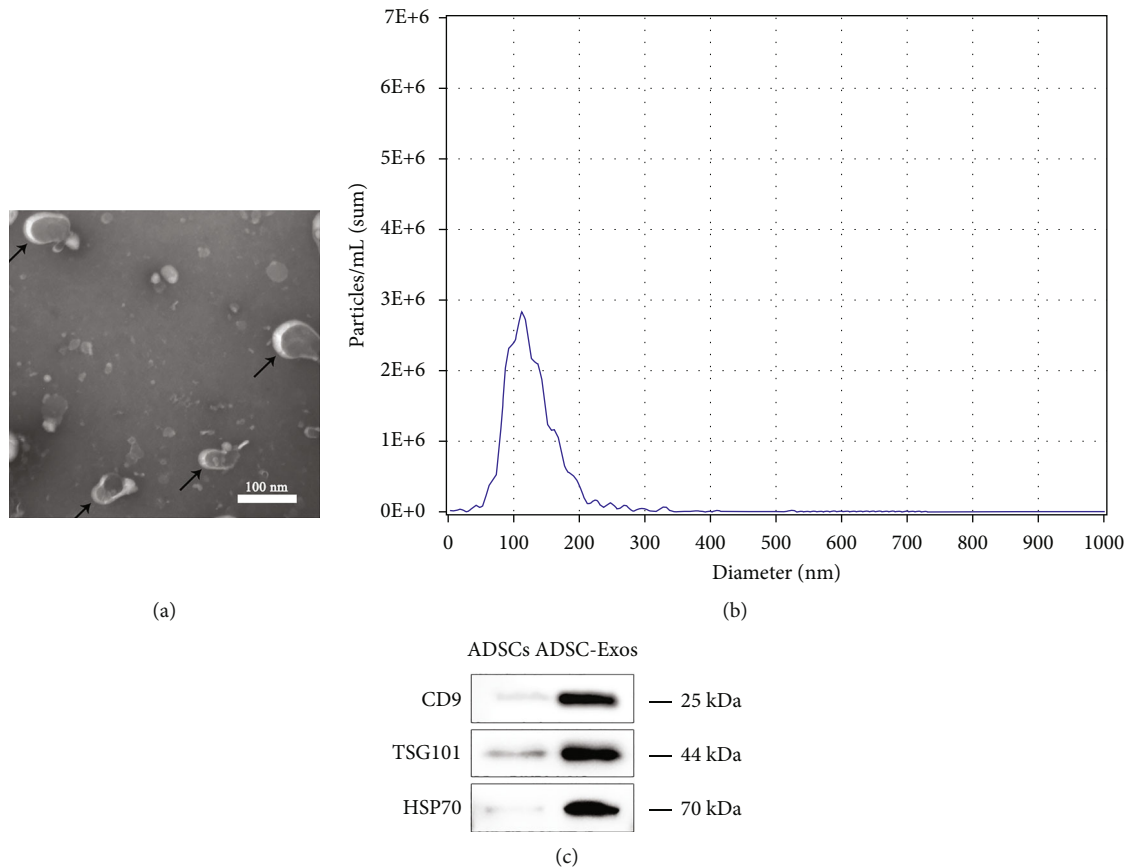 7E+6
6E+6
5E+6
4E+6
3E+6
2E+6
1E+6
0E+0
Particles/mL (sum)
0 100 200 300 400 500 600 700 800 900 1000
Diameter (nm)
100 nm
(a)
(b)
ADSCs ADSC-Exos
CD9 25 kDa
TSG101 44 kDa
HSP70 70 kDa
(c)